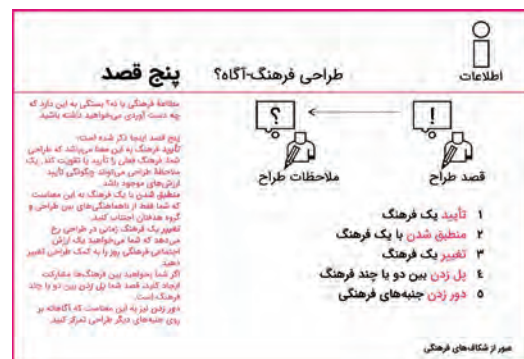 اطلاعات
طراحی فرهنگ-آگاه؟
پنج قصد
!
؟
قصد طراح
ملاحظات طراح
۱ تأیید یک فرهنگ
۲ منطبق شدن با یک فرهنگ
۳ تغییر یک فرهنگ
٤ پل زدن بین دو یا چند فرهنگ
٥ دور زدن جنبه‌های فرهنگی
مطالعهٔ فرهنگی یا نه؟ بستگی به این دارد که
چه دست آوردی می‌خواهید داشته باشید.
پنج قصد اینجا ذکر شده است:
تأیید فرهنگ به این معنا می‌باشد که طراحی
شما، فرهنگ فعلی را تأیید یا تقویت کند. یک
ملاحظهٔ طراحی می‌تواند چگونگی تأیید
ارزش‌های موجود باشد.
منطبق شدن با یک فرهنگ به این معناست
که شما فقط از ناهماهنگی‌های بین طراحی و
گروه هدفتان اجتناب کنید.
تغییر یک فرهنگ زمانی در طراحی رخ
می‌دهد که شما می‌خواهید یک ارزش
اجتماعی فرهنگی روز را به کمک طراحی تغییر
دهید.
اگر شما بخواهید بین فرهنگ‌ها مشارکت
ایجاد کنید، قصد شما پل زدن بین دو یا چند
فرهنگ است.
دور زدن نیز به این معناست که آگاهانه بر
روی جنبه‌های دیگر طراحی تمرکز کنید.
عبور از شکاف‌های فرهنگی